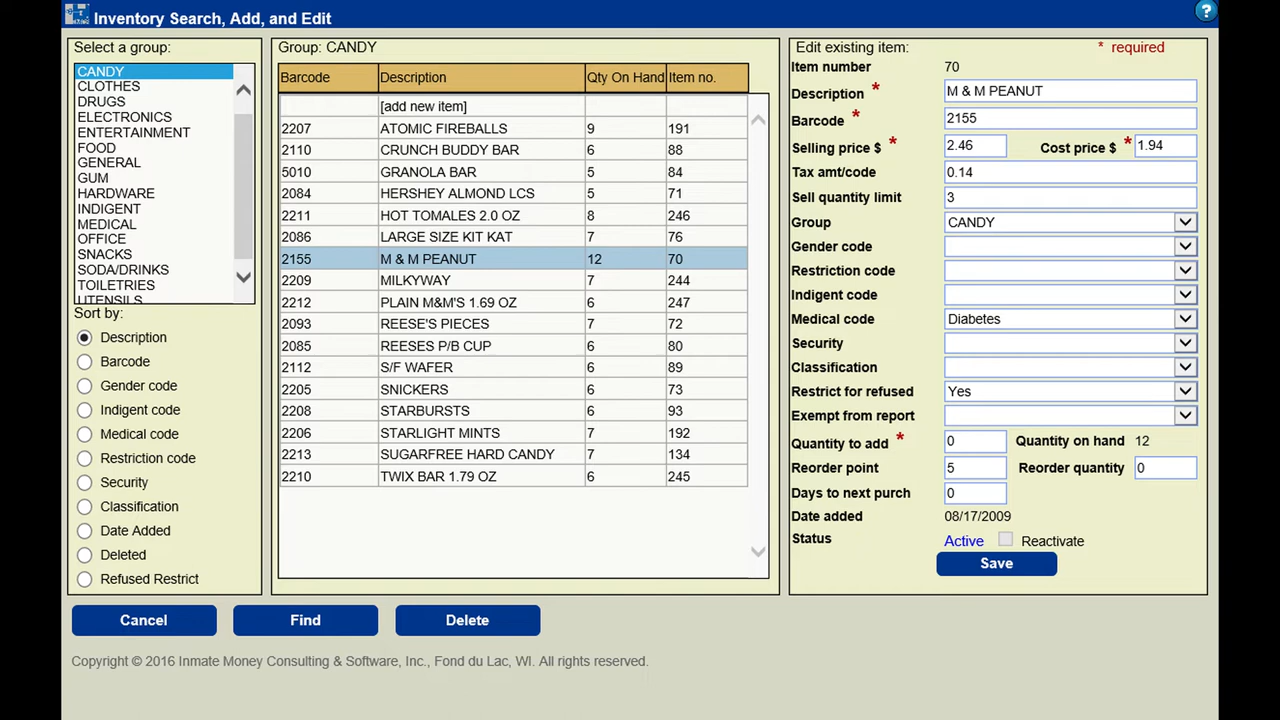 Inventory Search, Add, and Edit
?
Select a group:
CANDY
CLOTHES
DRUGS
ELECTRONICS
ENTERTAINMENT
FOOD
GENERAL
GUM
HARDWARE
INDIGENT
MEDICAL
OFFICE
SNACKS
SODA/DRINKS
TOILETRIES
UTENSILS
Sort by:
Description
Barcode
Gender code
Indigent code
Medical code
Restriction code
Security
Classification
Date Added
Deleted
Refused Restrict
Group: CANDY
Barcode Description Qty On Hand Item no.
[add new item]
2207 ATOMIC FIREBALLS 9 191
2110 CRUNCH BUDDY BAR 6 88
5010 GRANOLA BAR 5 84
2084 HERSHEY ALMOND LCS 5 71
2211 HOT TOMALES 2.0 OZ 8 246
2086 LARGE SIZE KIT KAT 7 76
2155 M & M PEANUT 12 70
2209 MILKYWAY 7 244
2212 PLAIN M&M'S 1.69 OZ 6 247
2093 REESE'S PIECES 7 72
2085 REESES P/B CUP 6 80
2112 S/F WAFER 6 89
2205 SNICKERS 6 73
2208 STARBURSTS 6 93
2206 STARLIGHT MINTS 7 192
2213 SUGARFREE HARD CANDY 7 134
2210 TWIX BAR 1.79 OZ 6 245
Edit existing item: * required
Item number 70
Description * M & M PEANUT
Barcode * 2155
Selling price $ * 2.46 Cost price $ * 1.94
Tax amt/code 0.14
Sell quantity limit 3
Group CANDY
Gender code
Restriction code
Indigent code
Medical code Diabetes
Security
Classification
Restrict for refused Yes
Exempt from report
Quantity to add * 0 Quantity on hand 12
Reorder point 5 Reorder quantity 0
Days to next purch 0
Date added 08/17/2009
Status Active Reactivate
Save
Cancel Find Delete
Copyright © 2016 Inmate Money Consulting & Software, Inc., Fond du Lac, WI. All rights reserved.